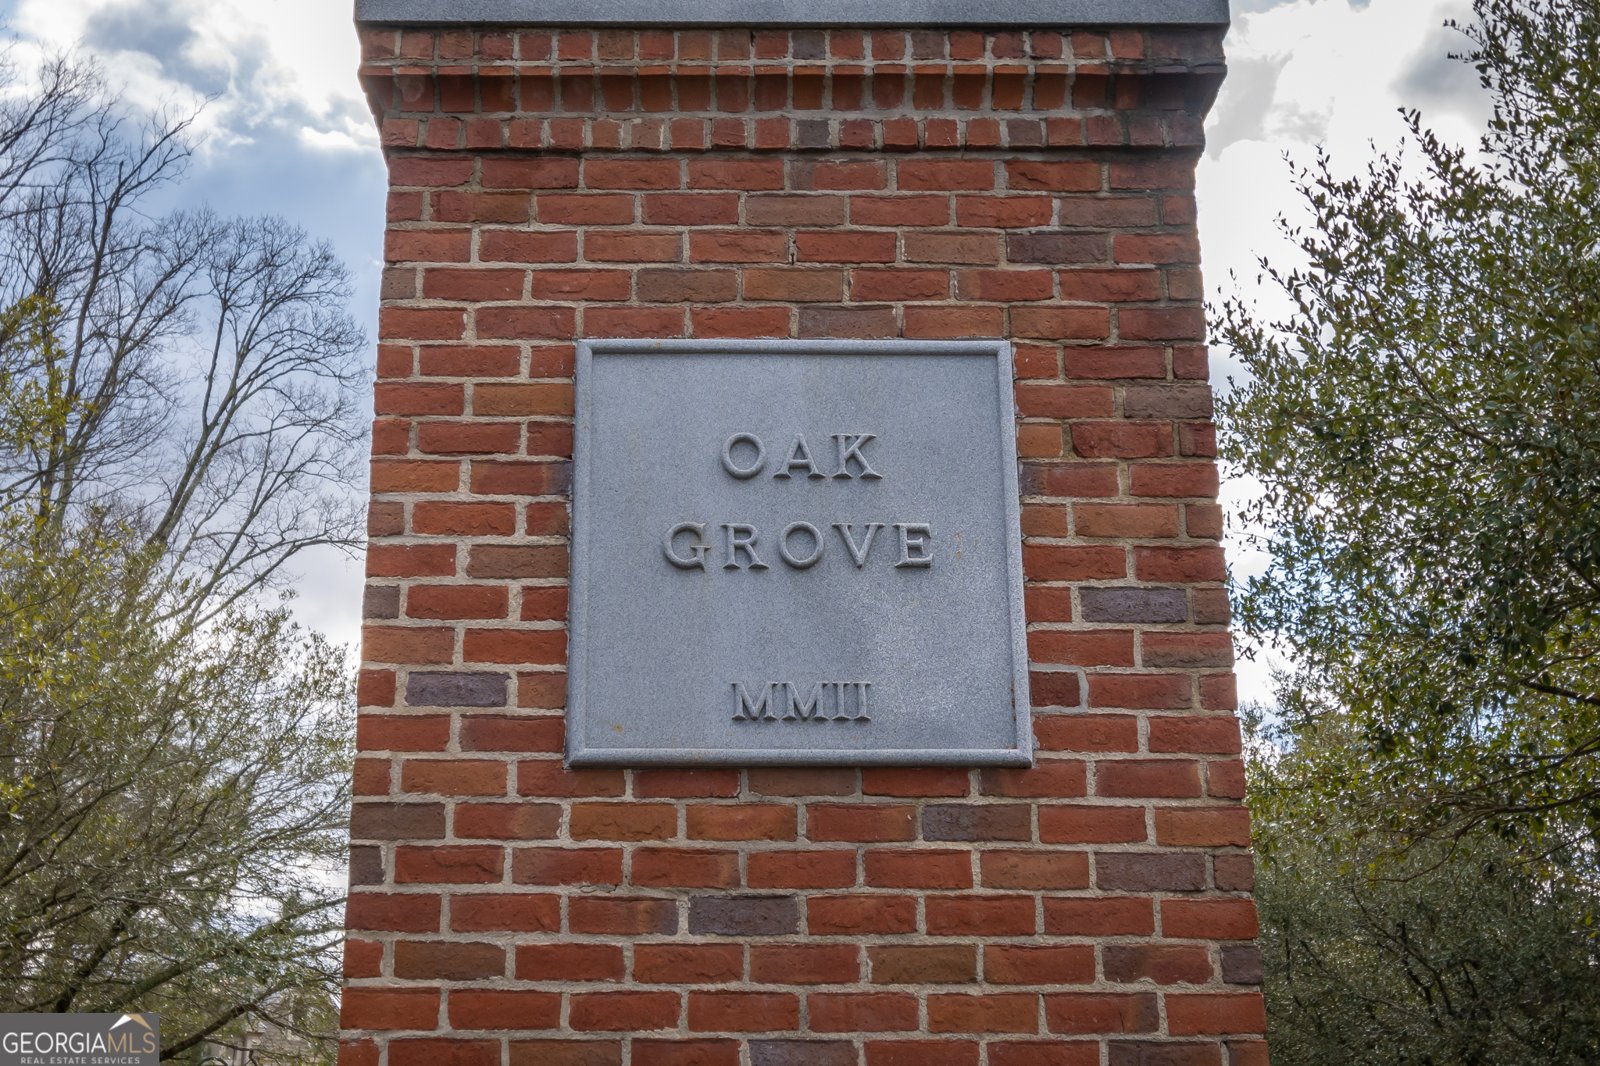 OAK
GROVE
MMII
GEORGIAMLS
REAL ESTATE SERVICES